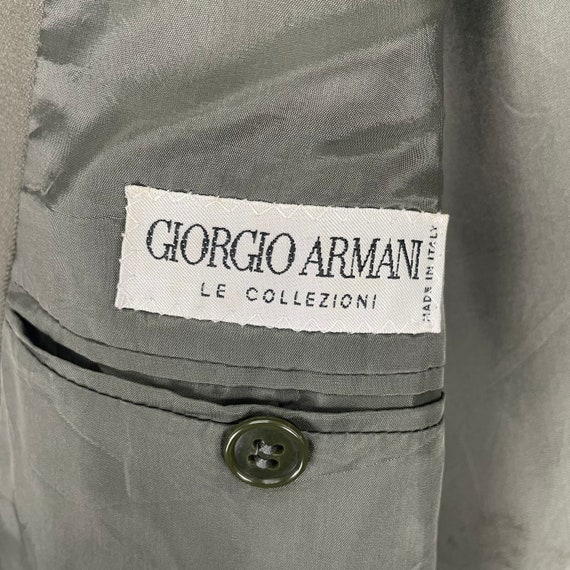 GIORGIO ARMANI
LE COLLEZIONI
MADE IN ITALY